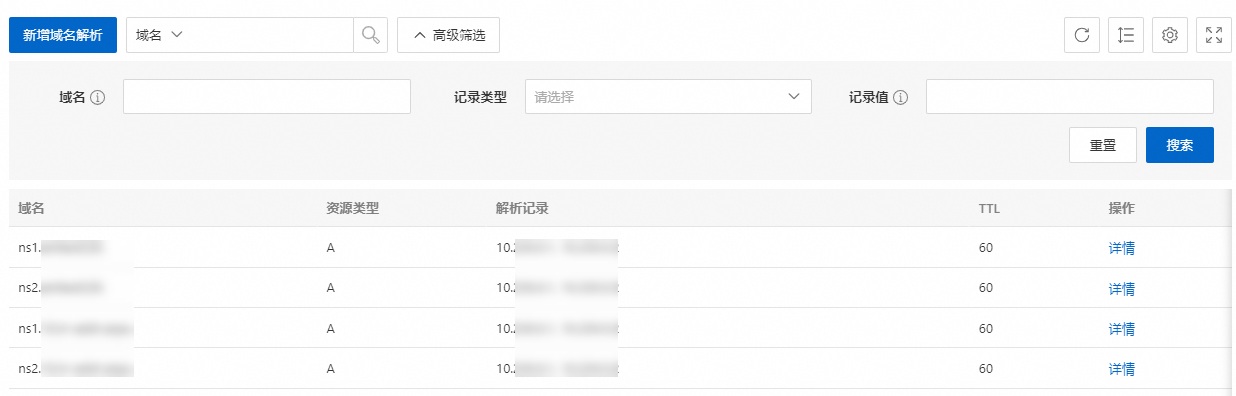 新增域名解析 域名 高级筛选
域名 记录类型 请选择 记录值
重置 搜索
域名 资源类型 解析记录 TTL 操作
ns1. A 10. 60 详情
ns2. A 10. 60 详情
ns1. A 10. 60 详情
ns2. A 10. 60 详情